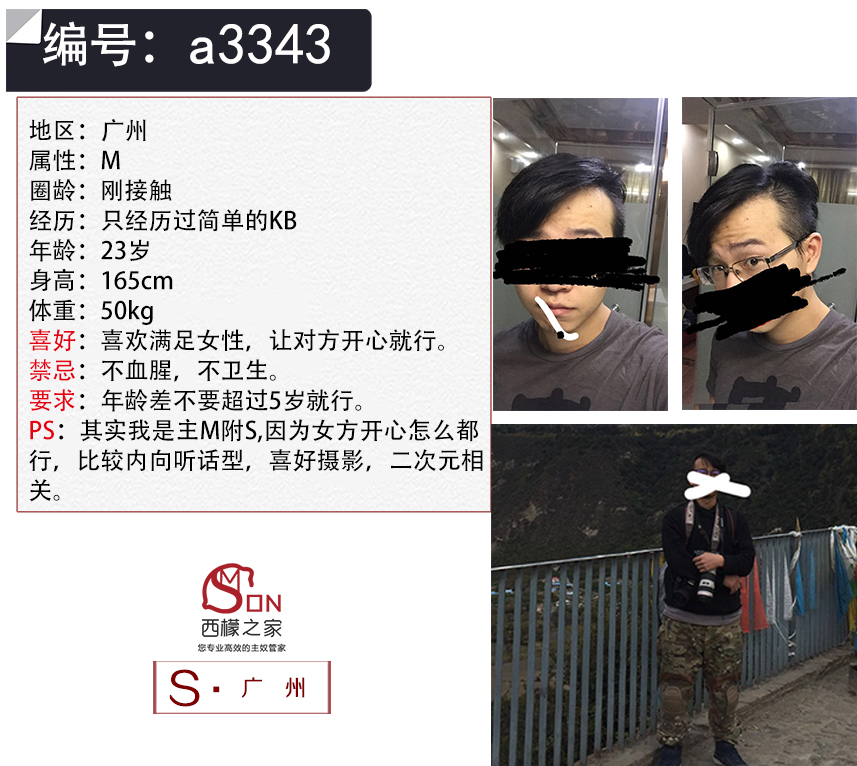 编号：a3343
地区：广州
属性：M
圈龄：刚接触
经历：只经历过简单的KB
年龄：23岁
身高：165cm
体重：50kg
喜好：喜欢满足女性，让对方开心就行。
禁忌：不血腥，不卫生。
要求：年龄差不要超过5岁就行。
PS：其实我是主M附S,因为女方开心怎么都
行，比较内向听话型，喜好摄影，二次元相
关。
SMON
西檬之家
您专业高效的主奴管家
S·广州